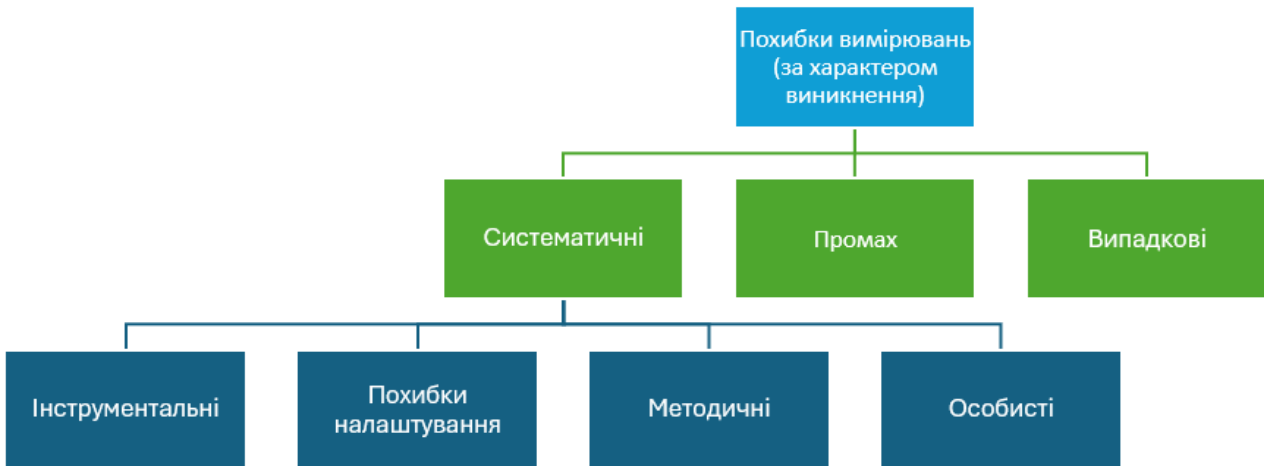 Похибки вимірювань
(за характером
виникнення)
Систематичні
Промах
Випадкові
Інструментальні
Похибки
налаштування
Методичні
Особисті